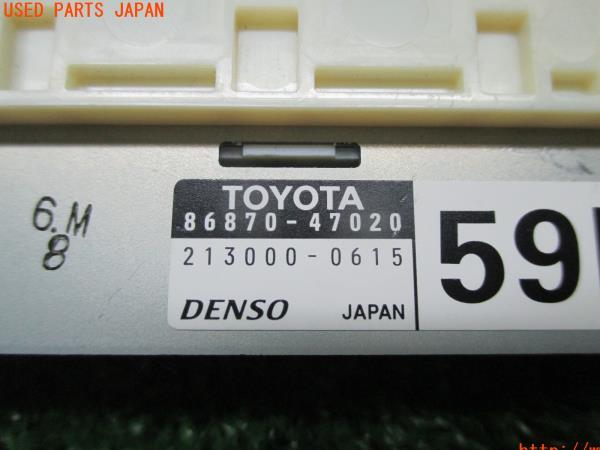 USED PARTS JAPAN
TOYOTA
86870-47020
213000-0615
DENSO JAPAN
59
6.M
8